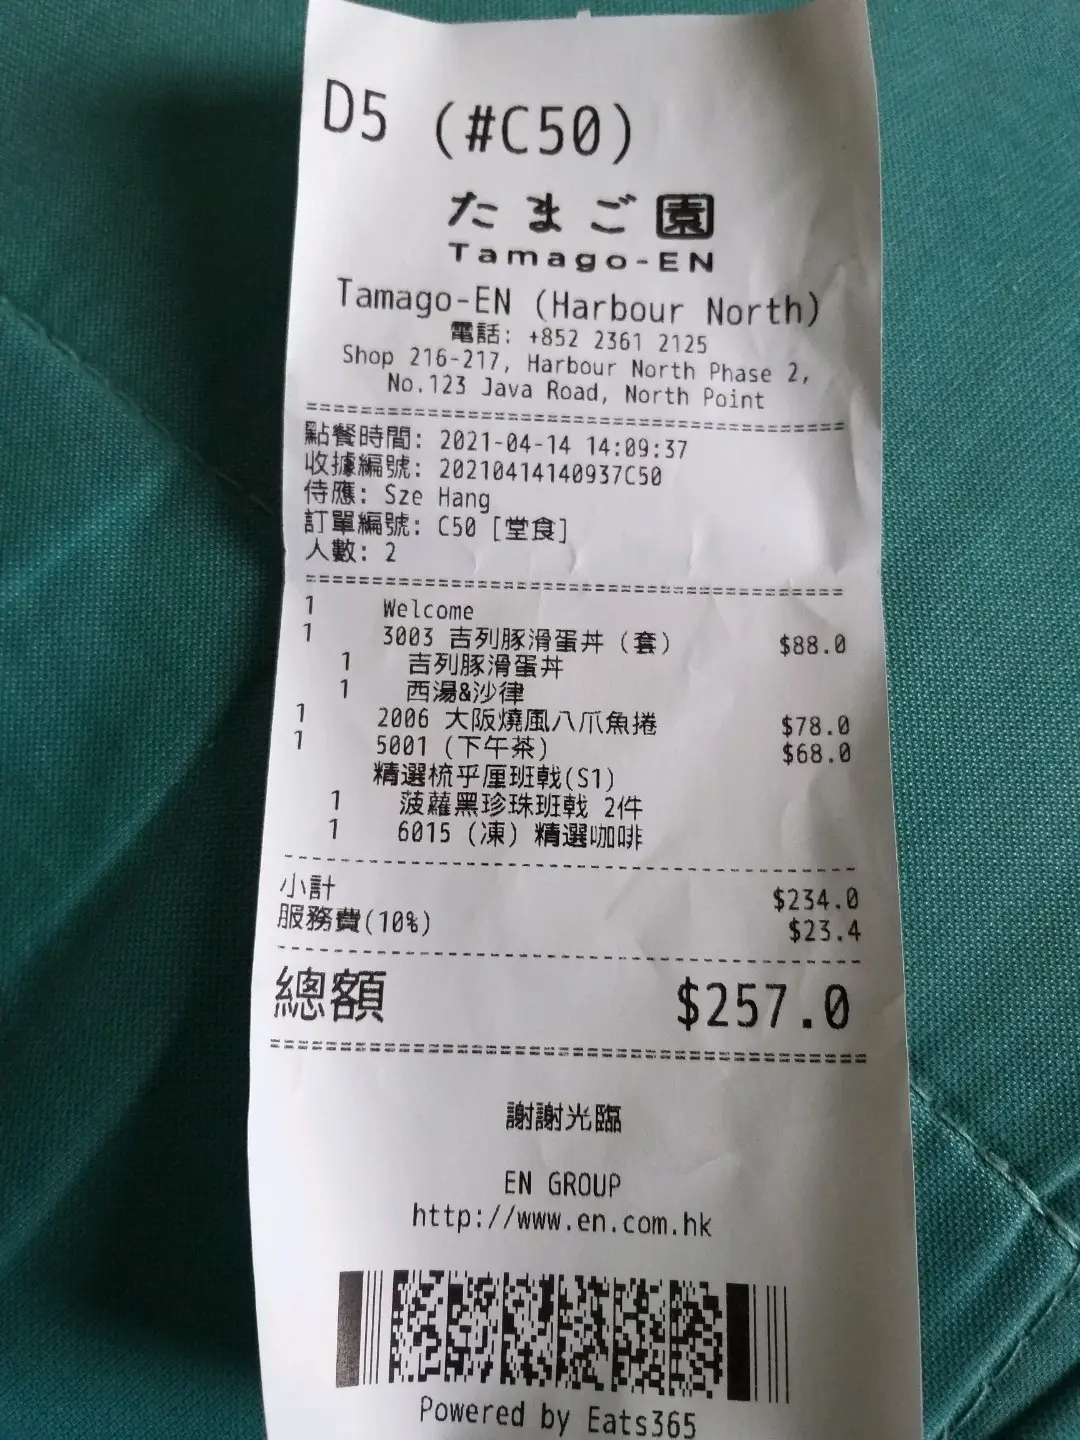 D5 (#C50)
たまご園
Tamago-EN
Tamago-EN (Harbour North)
電話: +852 2361 2125
Shop 216-217, Harbour North Phase 2,
No.123 Java Road, North Point
點餐時間: 2021-04-14 14:09:37
收據編號: 20210414140937C50
侍應: Sze Hang
訂單編號: C50 [堂食]
人數: 2
1 Welcome
1 3003 吉列豚滑蛋丼 (套) $88.0
1 吉列豚滑蛋丼
1 西湯&沙律
1 2006 大阪燒風八爪魚捲 $78.0
1 5001 (下午茶) $68.0
精選梳乎厘班戟(S1)
1 菠蘿黑珍珠班戟 2件
1 6015 (凍) 精選咖啡
小計 $234.0
服務費(10%) $23.4
總額 $257.0
謝謝光臨
EN GROUP
http://www.en.com.hk
Powered by Eats365